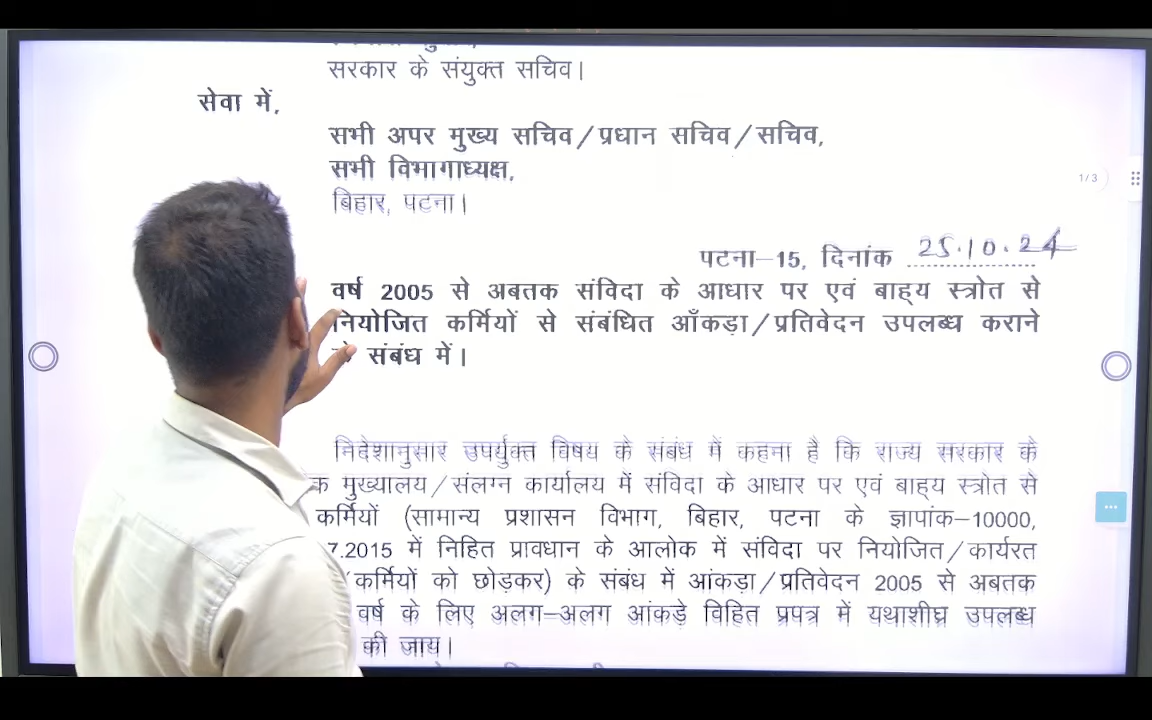 सरकार के संयुक्त सचिव।
सेवा में,
सभी अपर मुख्य सचिव/प्रधान सचिव/सचिव,
सभी विभागाध्यक्ष,
1/3
बिहार, पटना।
पटना-15, दिनांक 25.10.24
वर्ष 2005 से अबतक संविदा के आधार पर एवं बाह्य स्त्रोत से
नियोजित कर्मियों से संबंधित आँकड़ा/प्रतिवेदन उपलब्ध कराने
संबंध में।
निदेशानुसार उपर्युक्त विषय के संबंध में कहना है कि राज्य सरकार के
मुख्यालय/संलग्न कार्यालय में संविदा के आधार पर एवं बाह्य स्त्रोत से
कर्मियों (सामान्य प्रशासन विभाग, बिहार, पटना के ज्ञापांक-10000,
7.2015 में निहित प्रावधान के आलोक में संविदा पर नियोजित/कार्यरत
कर्मियों को छोड़कर) के संबंध में आंकड़ा/प्रतिवेदन 2005 से अबतक
वर्ष के लिए अलग-अलग आंकड़े विहित प्रपत्र में यथाशीघ्र उपलब्ध
की जाय।